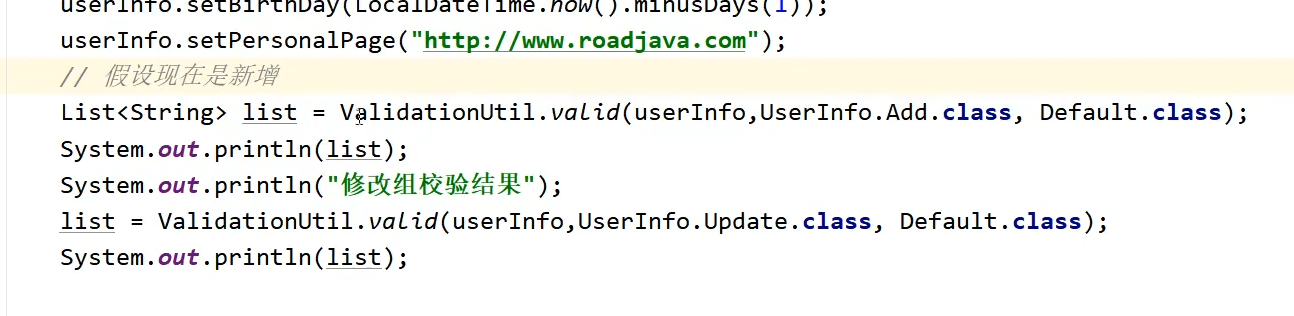 userInfo.setBirthDay(LocalDateTime.now().minusDays(1));
userInfo.setPersonalPage("http://www.roadjava.com");
// 假设现在是新增
List<String> list = ValidationUtil.valid(userInfo,UserInfo.Add.class, Default.class);
System.out.println(list);
System.out.println("修改组校验结果");
list = ValidationUtil.valid(userInfo,UserInfo.Update.class, Default.class);
System.out.println(list);